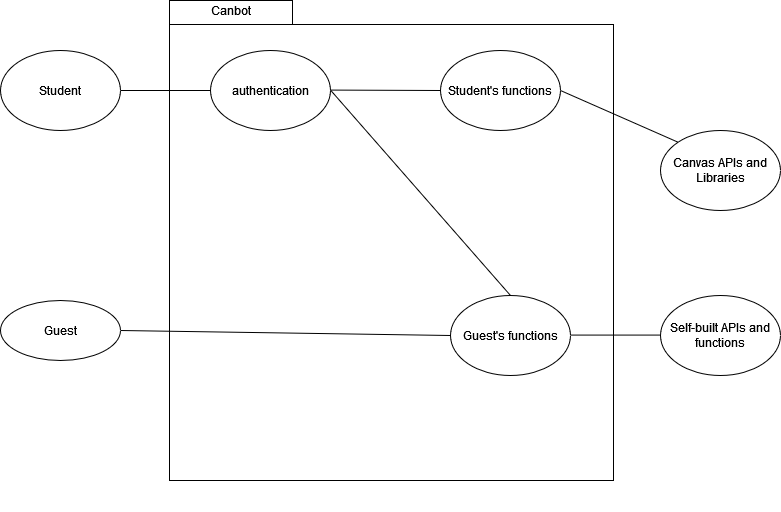 Canbot
Student
authentication
Student's functions
Canvas APIs and
Libraries
Guest
Guest's functions
Self-built APIs and
functions